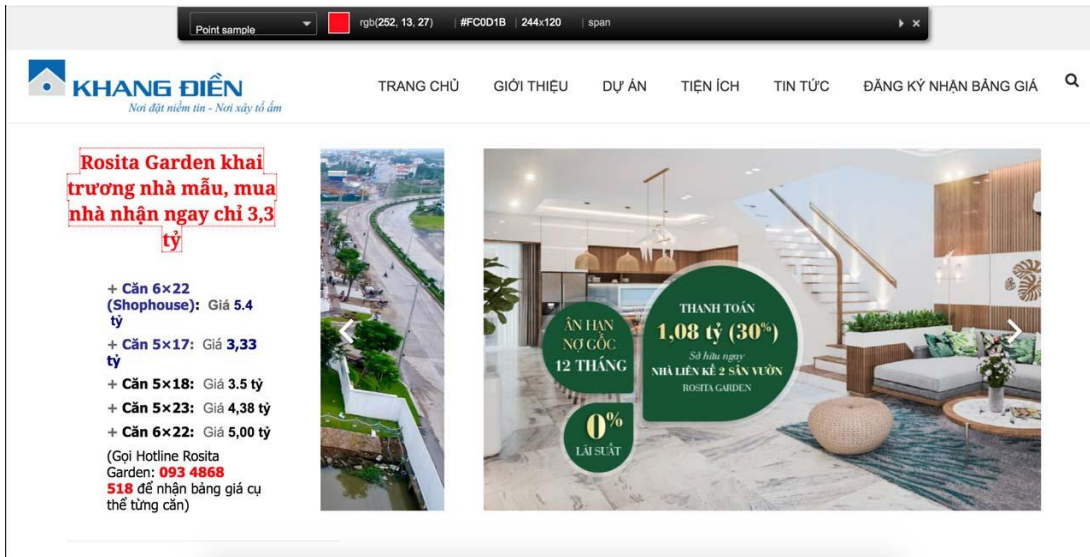 Point sample
rgb(252, 13, 27) | #FC0D1B | 244x120 | span
KHANG ĐIỀN
Nơi đặt niềm tin - Nơi xây tổ ấm
TRANG CHỦ GIỚI THIỆU DỰ ÁN TIỆN ÍCH TIN TỨC ĐĂNG KÝ NHẬN BẢNG GIÁ
Rosita Garden khai
trương nhà mẫu, mua
nhà nhận ngay chỉ 3,3
tỷ
+ Căn 6×22
(Shophouse): Giá 5.4
tỷ
+ Căn 5×17: Giá 3,33
tỷ
+ Căn 5×18: Giá 3.5 tỷ
+ Căn 5×23: Giá 4,38 tỷ
+ Căn 6×22: Giá 5,00 tỷ
(Gọi Hotline Rosita
Garden: 093 4868
518 để nhận bảng giá cụ
thể từng căn)
ÂN HẠN
NỢ GỐC
12 THÁNG
THANH TOÁN
1,08 tỷ (30%)
Sở hữu ngay
NHÀ LIÊN KẾ 2 SÂN VƯỜN
ROSITA GARDEN
0%
LÃI SUẤT